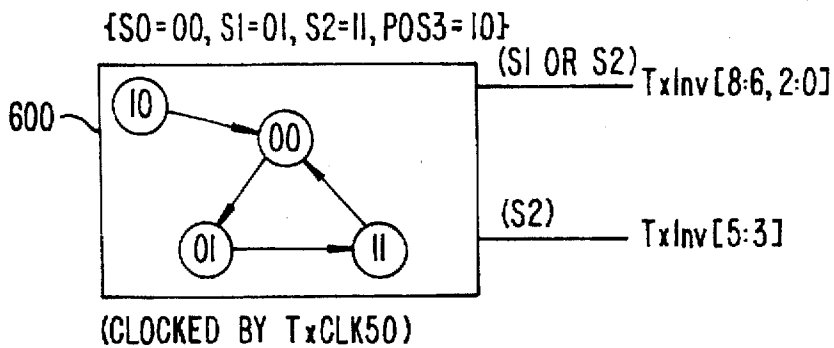 {S0=00, S1=01, S2=11, POS3=10}
(S1 OR S2)
TxInv[8:6, 2:0]
600
10
00
(S2)
TxInv[5:3]
01
11
(CLOCKED BY TxCLK50)